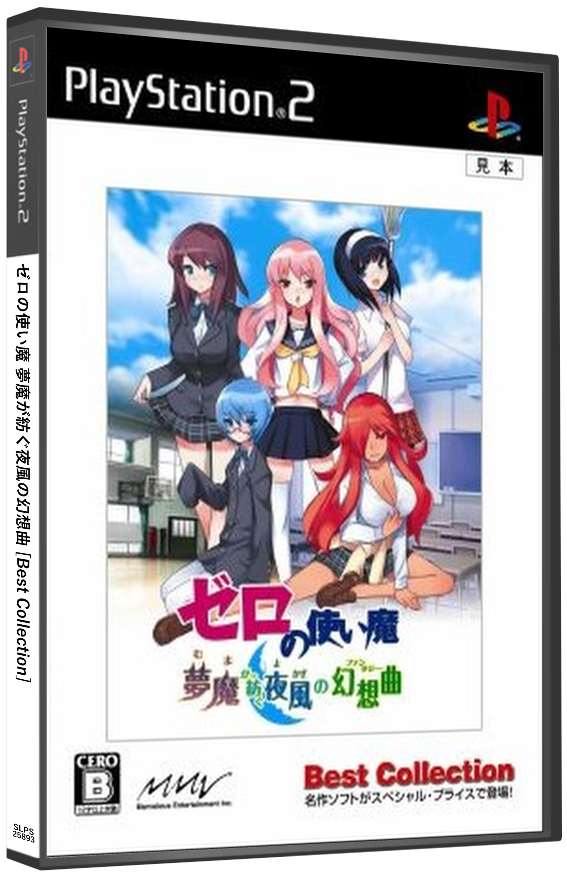 PlayStation®2
見本
PlayStation®2
ゼロの使い魔 夢魔が紡ぐ夜風の幻想曲 [Best Collection]
SLPS
25893
ゼロの使い魔
むま つむ よ かぜ ファンタジー
夢魔が紡ぐ夜風の幻想曲
CERO
B
Marvelous Entertainment Inc.
Best Collection
名作ソフトがスペシャル・プライスで登場!